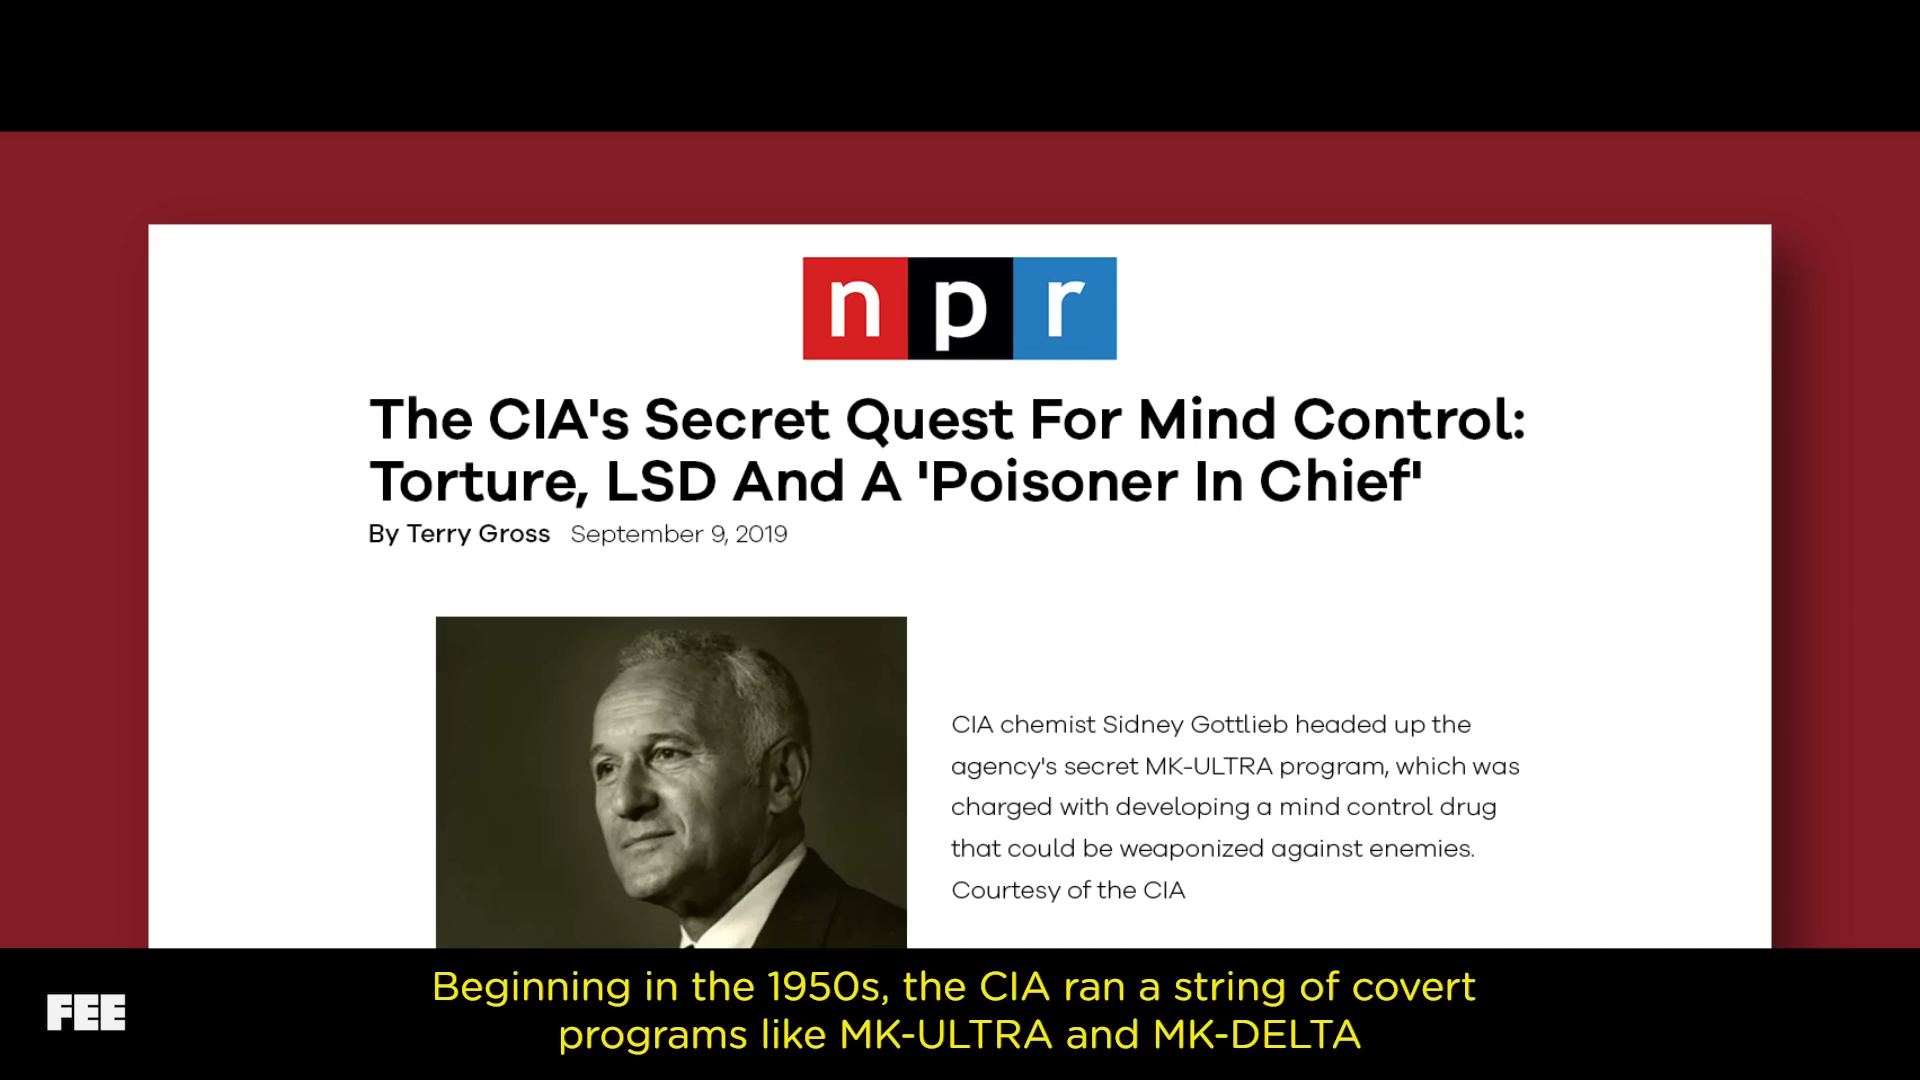 npr
The CIA's Secret Quest For Mind Control:
Torture, LSD And A 'Poisoner In Chief'
By Terry Gross September 9, 2019
CIA chemist Sidney Gottlieb headed up the
agency's secret MK-ULTRA program, which was
charged with developing a mind control drug
that could be weaponized against enemies.
Courtesy of the CIA
FEE
Beginning in the 1950s, the CIA ran a string of covert
programs like MK-ULTRA and MK-DELTA